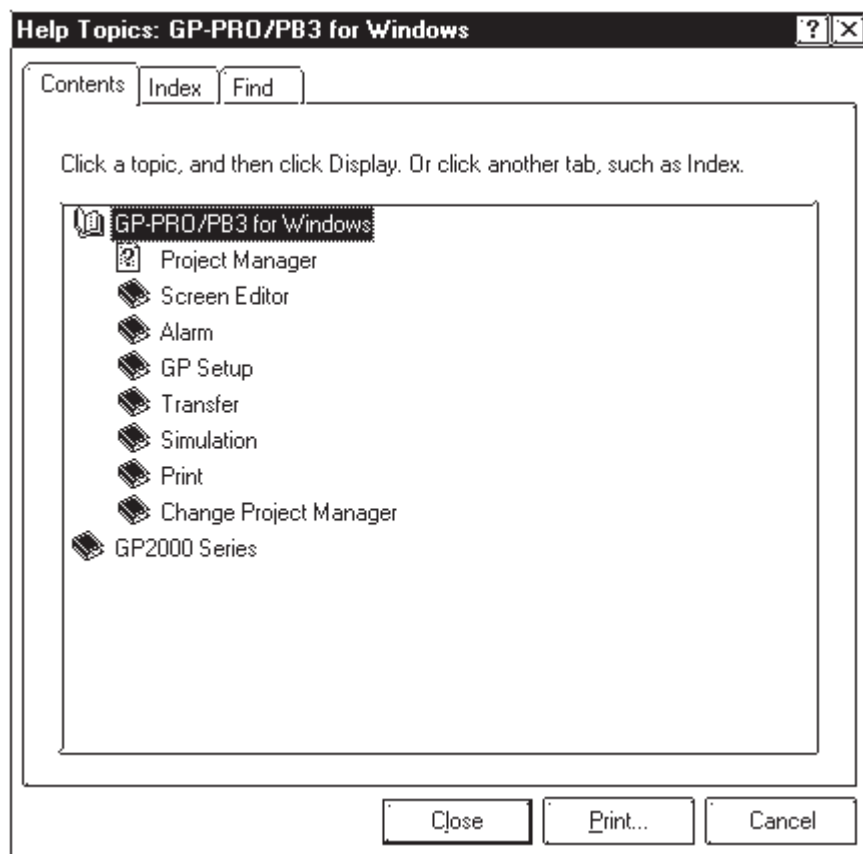 Help Topics: GP-PRO/PB3 for Windows
Contents Index Find
Click a topic, and then click Display. Or click another tab, such as Index.
GP-PRO/PB3 for Windows
Project Manager
Screen Editor
Alarm
GP Setup
Transfer
Simulation
Print
Change Project Manager
GP2000 Series
Close Print... Cancel